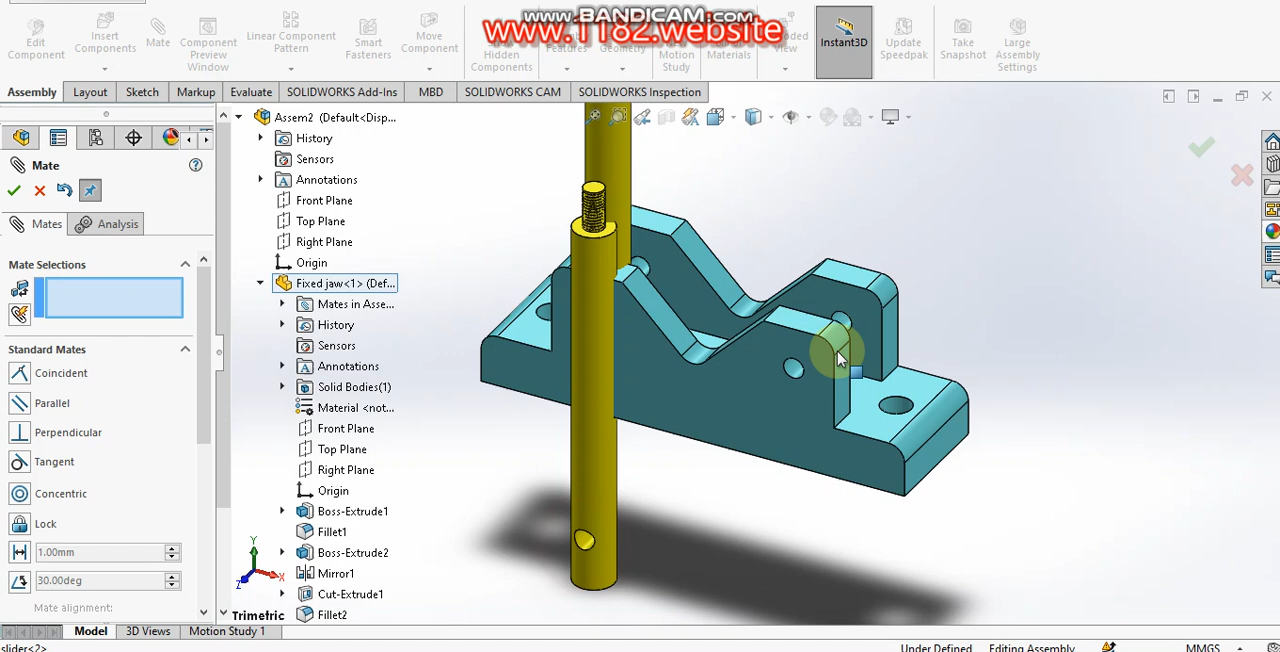 www.BANDICAM.com
www.1182.website
Edit Component
Insert Components
Mate
Component Preview Window
Linear Component Pattern
Smart Fasteners
Move Component
Hidden Components
Features
Geometry
New Motion Study
Materials
View
Instant3D
Update Speedpak
Take Snapshot
Large Assembly Settings
Assembly
Layout
Sketch
Markup
Evaluate
SOLIDWORKS Add-Ins
MBD
SOLIDWORKS CAM
SOLIDWORKS Inspection
Mate
Mates
Analysis
Mate Selections
Standard Mates
Coincident
Parallel
Perpendicular
Tangent
Concentric
Lock
1.00mm
30.00deg
Mate alignment:
Assem2 (Default<Disp...
History
Sensors
Annotations
Front Plane
Top Plane
Right Plane
Origin
Fixed jaw<1> (Def...
Mates in Asse...
History
Sensors
Annotations
Solid Bodies(1)
Material <not...
Front Plane
Top Plane
Right Plane
Origin
Boss-Extrude1
Fillet1
Boss-Extrude2
Mirror1
Cut-Extrude1
Fillet2
Y
X
Z
Trimetric
Model
3D Views
Motion Study 1
slider<2>
Under Defined
Editing Assembly
MMGS